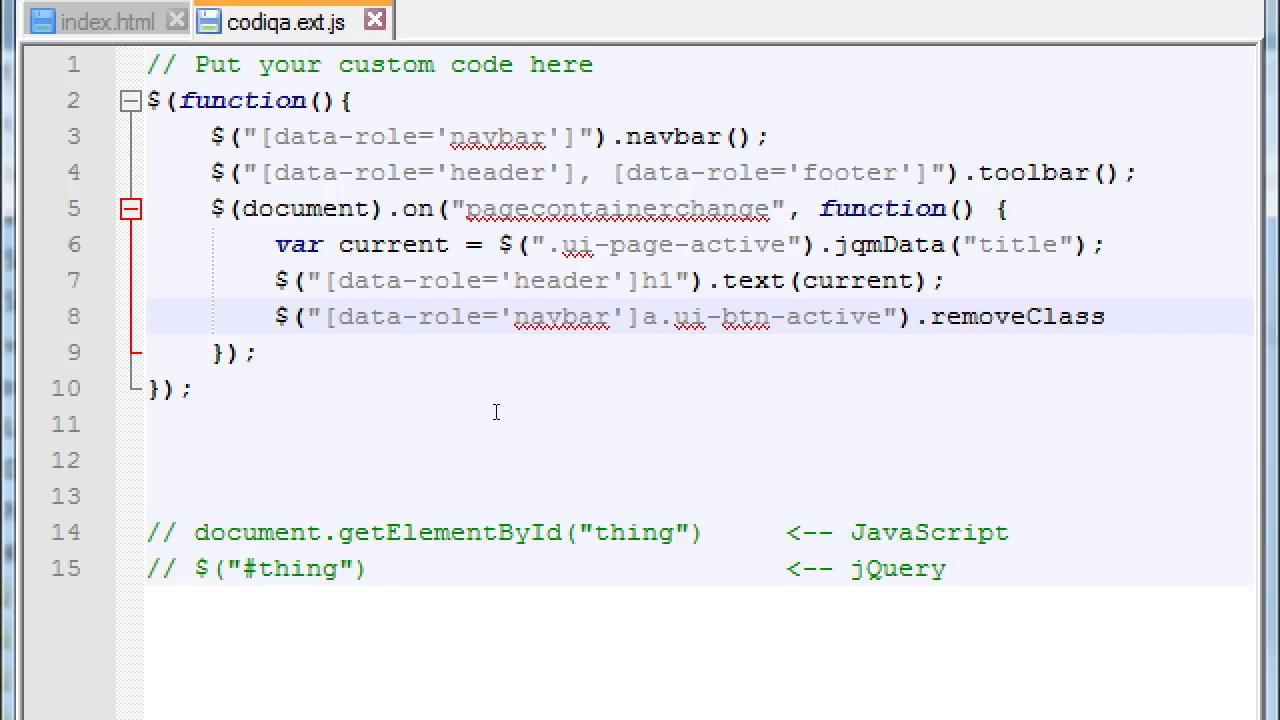 index.html codiqa.ext.js
1 // Put your custom code here
2 $(function(){
3 $("[data-role='navbar']").navbar();
4 $("[data-role='header'], [data-role='footer']").toolbar();
5 $(document).on("pagecontainerchange", function() {
6 var current = $(".ui-page-active").jqmData("title");
7 $("[data-role='header']h1").text(current);
8 $("[data-role='navbar']a.ui-btn-active").removeClass
9 });
10 });
11
12
13
14 // document.getElementById("thing") <-- JavaScript
15 // $("#thing") <-- jQuery